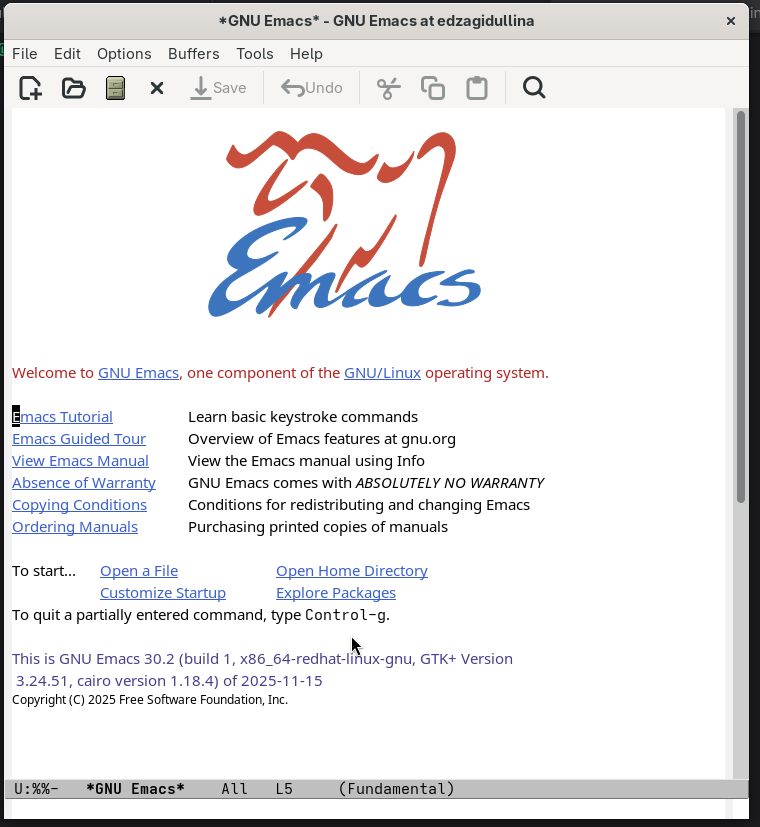 *GNU Emacs* - GNU Emacs at edzagidullina
File Edit Options Buffers Tools Help
Save Undo
Emacs
Welcome to GNU Emacs, one component of the GNU/Linux operating system.
Emacs Tutorial Learn basic keystroke commands
Emacs Guided Tour Overview of Emacs features at gnu.org
View Emacs Manual View the Emacs manual using Info
Absence of Warranty GNU Emacs comes with ABSOLUTELY NO WARRANTY
Copying Conditions Conditions for redistributing and changing Emacs
Ordering Manuals Purchasing printed copies of manuals
To start... Open a File Open Home Directory
Customize Startup Explore Packages
To quit a partially entered command, type Control-g.
This is GNU Emacs 30.2 (build 1, x86_64-redhat-linux-gnu, GTK+ Version
3.24.51, cairo version 1.18.4) of 2025-11-15
Copyright (C) 2025 Free Software Foundation, Inc.
U:%%- *GNU Emacs* All L5 (Fundamental)